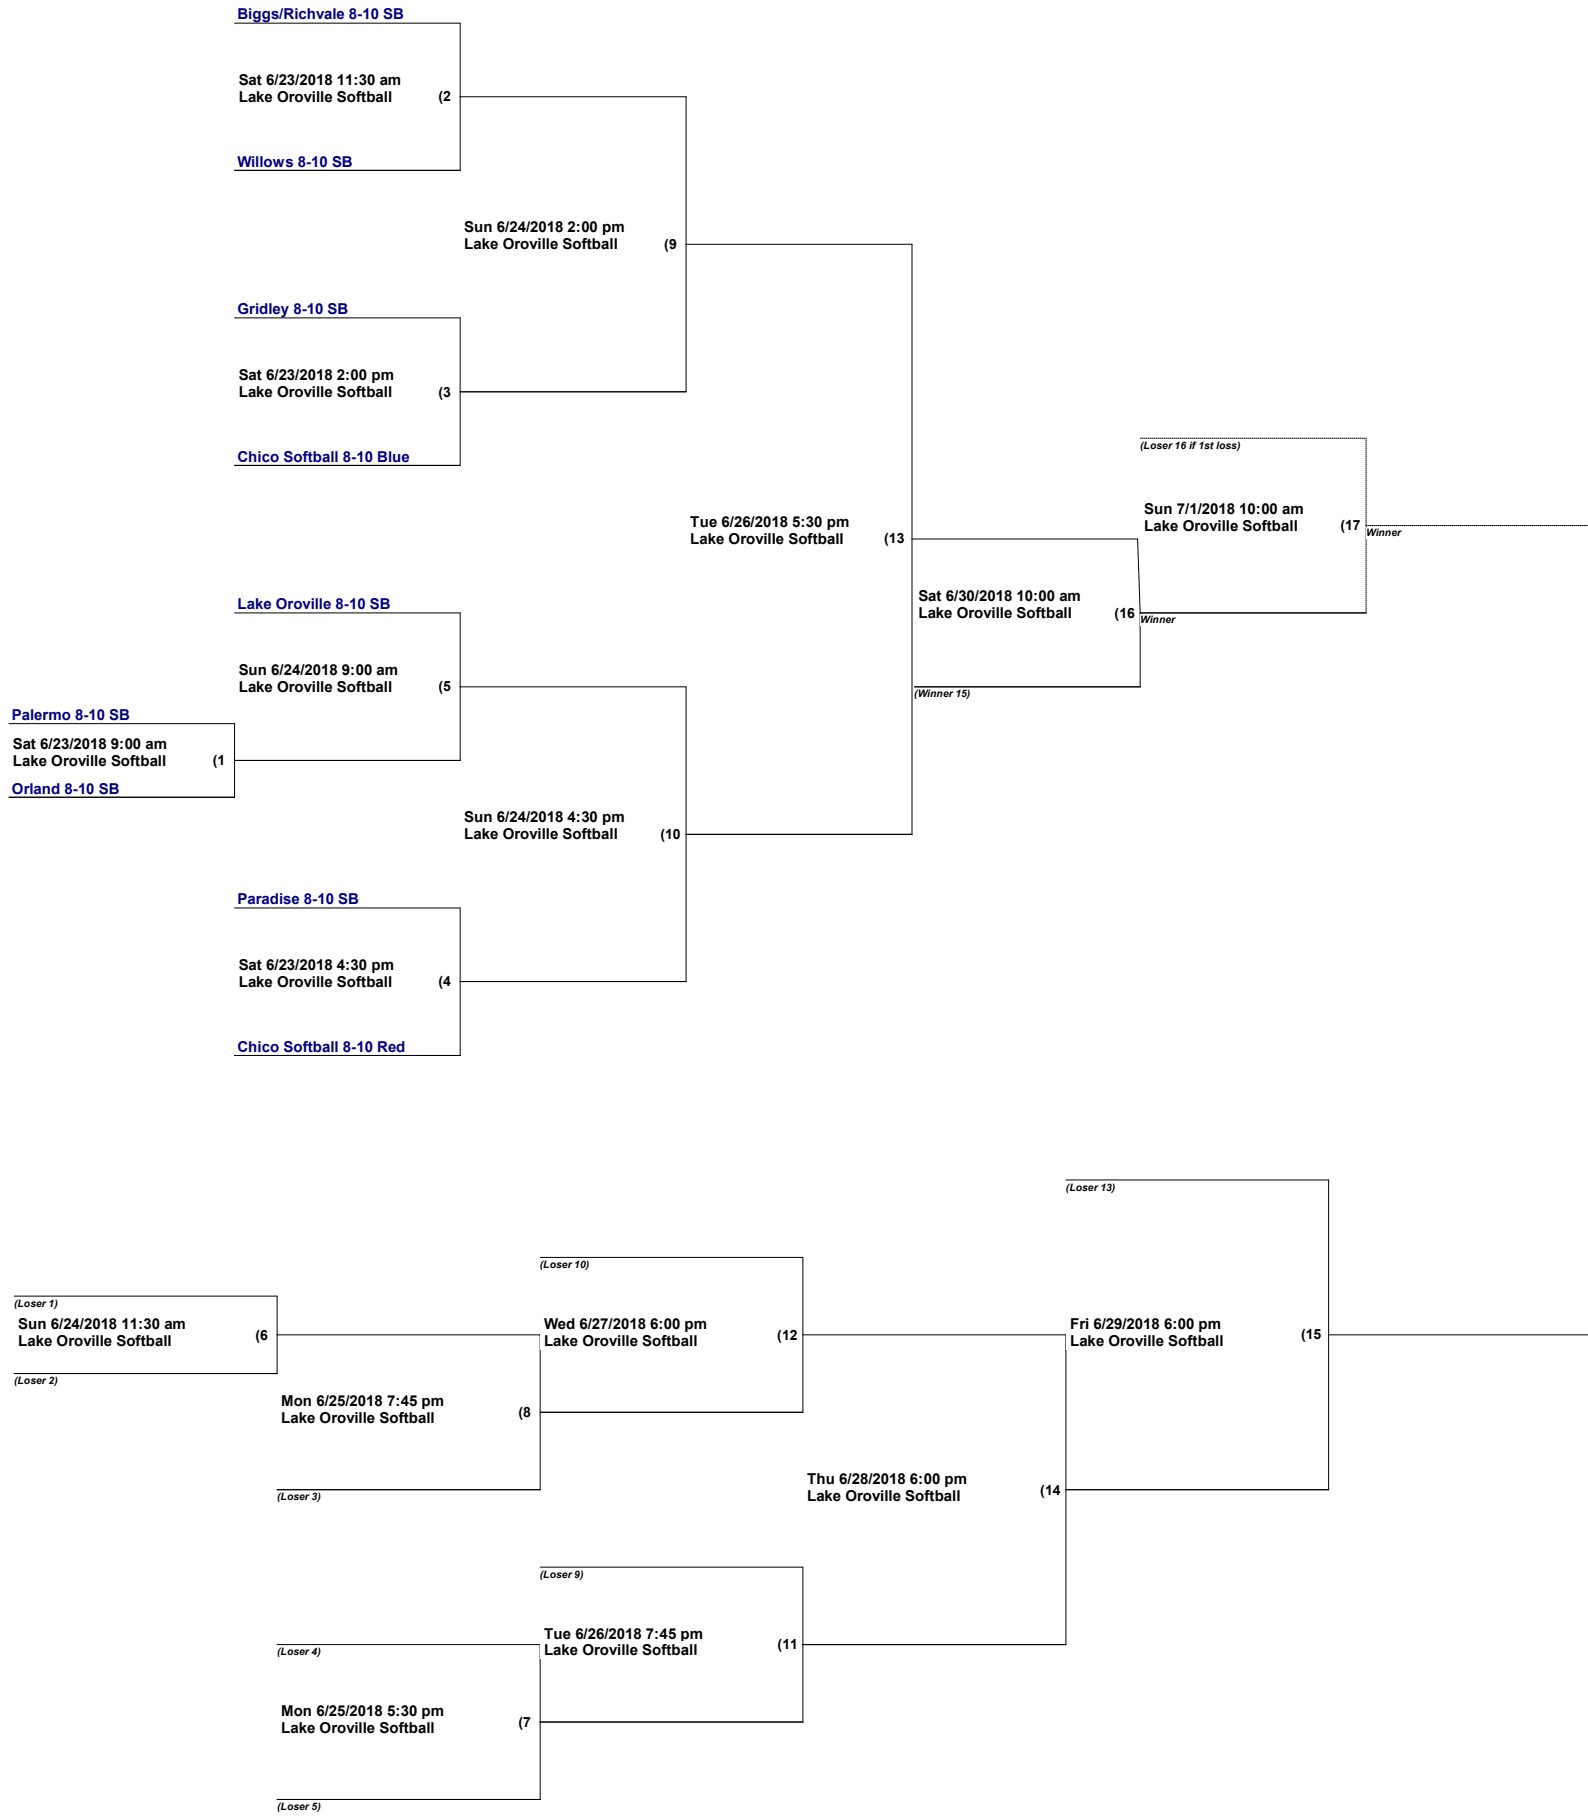 Biggs/Richvale 8-10 SB
Sat 6/23/2018 11:30 am
Lake Oroville Softball (2
Willows 8-10 SB
Sun 6/24/2018 2:00 pm
Lake Oroville Softball (9
Gridley 8-10 SB
Sat 6/23/2018 2:00 pm
Lake Oroville Softball (3
Chico Softball 8-10 Blue
(Loser 16 if 1st loss)
Sun 7/1/2018 10:00 am
Lake Oroville Softball (17
Winner
Tue 6/26/2018 5:30 pm
Lake Oroville Softball (13
Sat 6/30/2018 10:00 am
Lake Oroville Softball (16
Winner
(Winner 15)
Lake Oroville 8-10 SB
Sun 6/24/2018 9:00 am
Lake Oroville Softball (5
Palermo 8-10 SB
Sat 6/23/2018 9:00 am
Lake Oroville Softball (1
Orland 8-10 SB
Sun 6/24/2018 4:30 pm
Lake Oroville Softball (10
Paradise 8-10 SB
Sat 6/23/2018 4:30 pm
Lake Oroville Softball (4
Chico Softball 8-10 Red
(Loser 13)
(Loser 10)
(Loser 1)
Sun 6/24/2018 11:30 am
Lake Oroville Softball (6
(Loser 2)
Wed 6/27/2018 6:00 pm
Lake Oroville Softball (12
Fri 6/29/2018 6:00 pm
Lake Oroville Softball (15
Mon 6/25/2018 7:45 pm
Lake Oroville Softball (8
(Loser 3)
Thu 6/28/2018 6:00 pm
Lake Oroville Softball (14
(Loser 9)
Tue 6/26/2018 7:45 pm
Lake Oroville Softball (11
(Loser 4)
Mon 6/25/2018 5:30 pm
Lake Oroville Softball (7
(Loser 5)